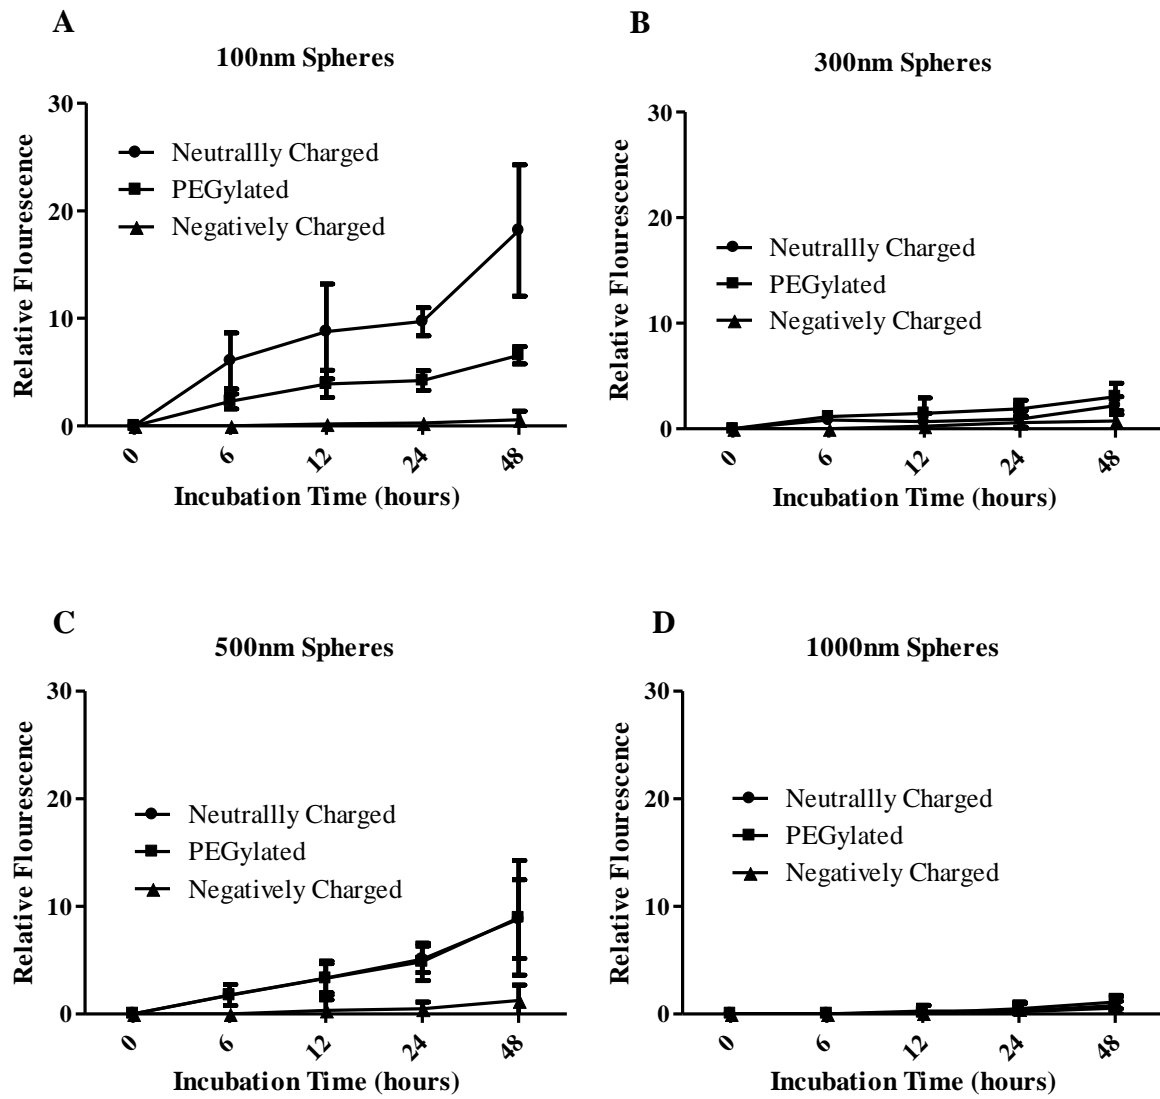 A
100nm Spheres
30
20
10
0
Relative Flourescence
Neutrallly Charged
PEGylated
Negatively Charged
0
6
12
24
48
Incubation Time (hours)
B
300nm Spheres
30
20
10
0
Relative Flourescence
Neutrallly Charged
PEGylated
Negatively Charged
0
6
12
24
48
Incubation Time (hours)
C
500nm Spheres
30
20
10
0
Relative Flourescence
Neutrallly Charged
PEGylated
Negatively Charged
0
6
12
24
48
Incubation Time (hours)
D
1000nm Spheres
30
20
10
0
Relative Flourescence
Neutrallly Charged
PEGylated
Negatively Charged
0
6
12
24
48
Incubation Time (hours)